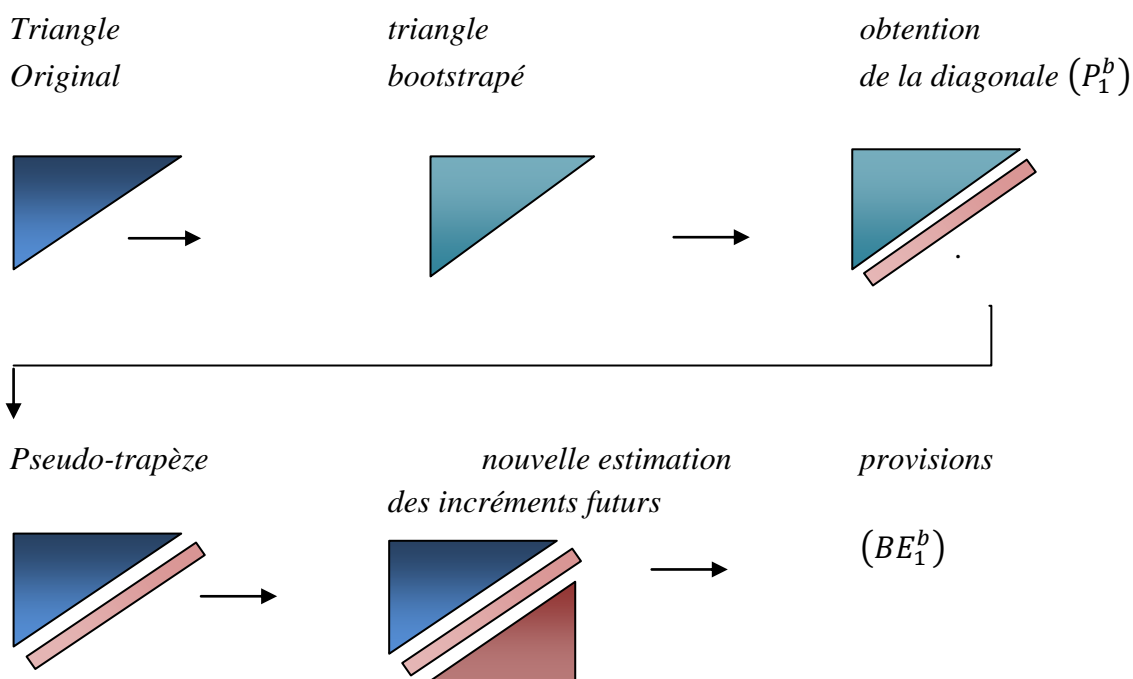 Triangle triangle obtention
Original bootstrapé de la diagonale (P₁ᵇ)
.
Pseudo-trapèze nouvelle estimation provisions
des incréments futurs
(BE₁ᵇ)